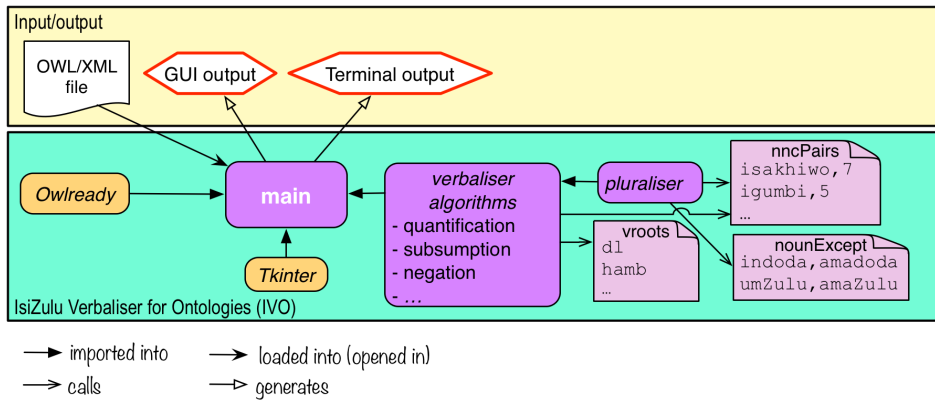 Input/output
OWL/XML
file
GUI output
Terminal output
Owlready
main
Tkinter
verbaliser
algorithms
- quantification
- subsumption
- negation
- ...
pluraliser
nncPairs
isakhiwo,7
igumbi,5
…
vroots
dl
hamb
…
nounExcept
indoda,amadoda
umZulu,amaZulu
IsiZulu Verbaliser for Ontologies (IVO)
imported into
loaded into (opened in)
calls
generates